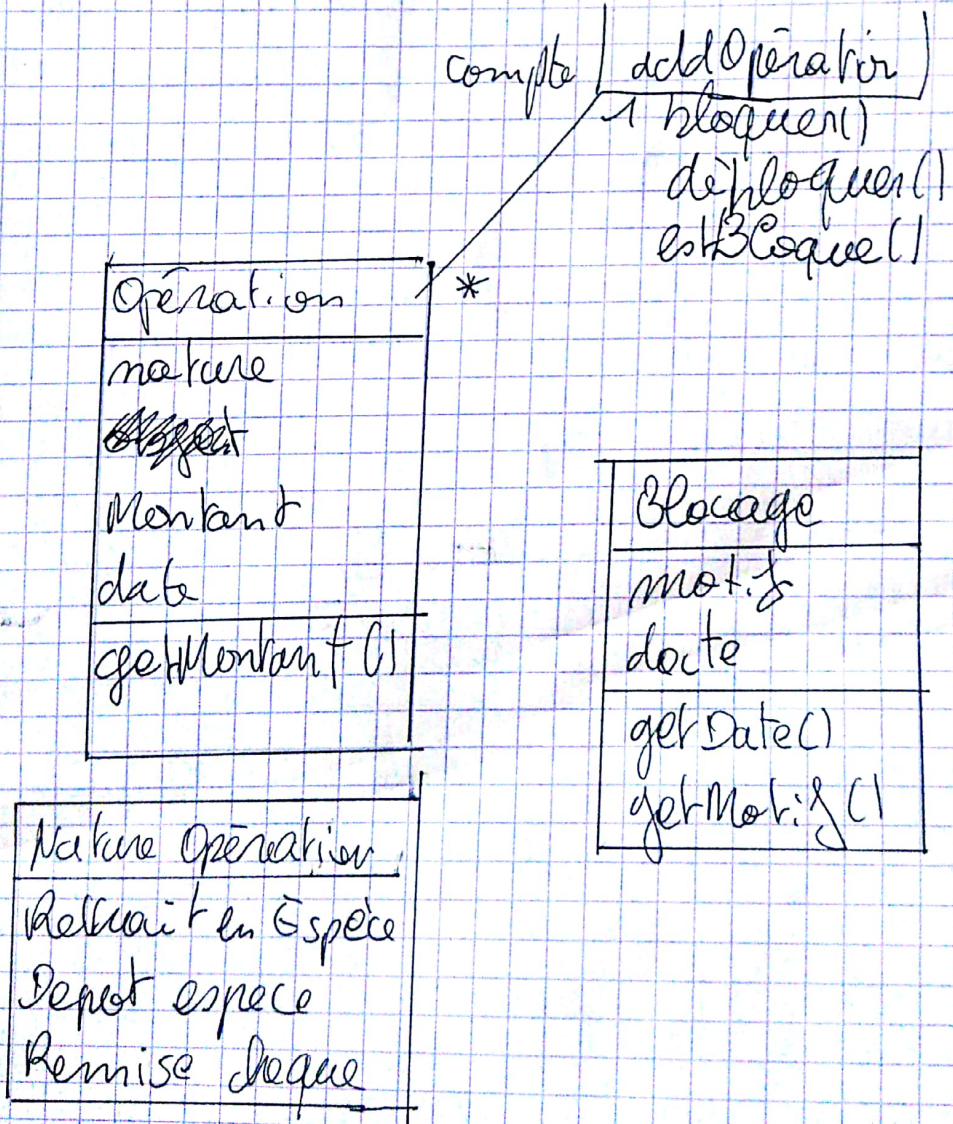 compte addOpération
1 bloquer()
débloquer()
estBloque()
Opération
*
nature
Montant
date
getMontant()
Blocage
motif
date
getDate()
getMotif()
Nature Opération
Retrait en Espèce
Depot espece
Remise cheque